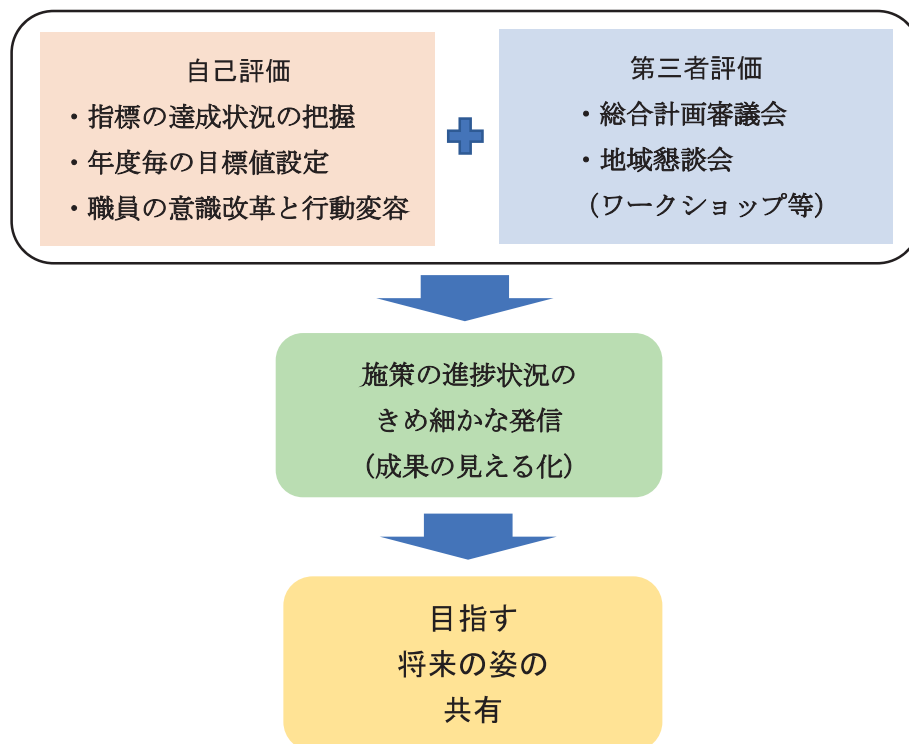 自己評価
・指標の達成状況の把握
・年度毎の目標値設定
・職員の意識改革と行動変容
第三者評価
・総合計画審議会
・地域懇談会
（ワークショップ等）
施策の進捗状況の
きめ細かな発信
（成果の見える化）
目指す
将来の姿の
共有